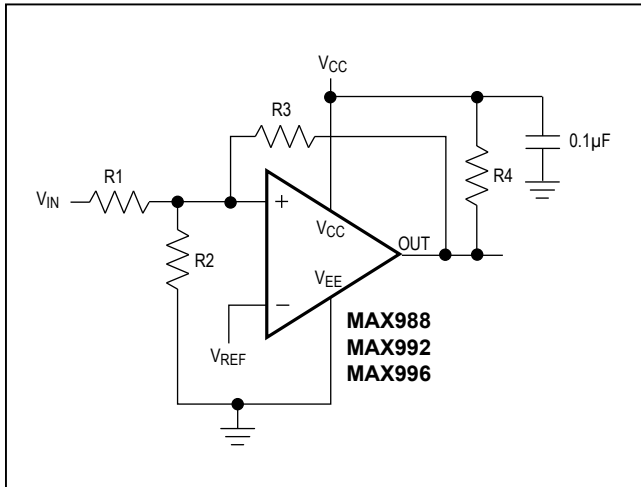 VCC
R3
0.1µF
R4
R1
VIN
+
VCC
OUT
R2
VEE
−
MAX988
VREF
MAX992
MAX996